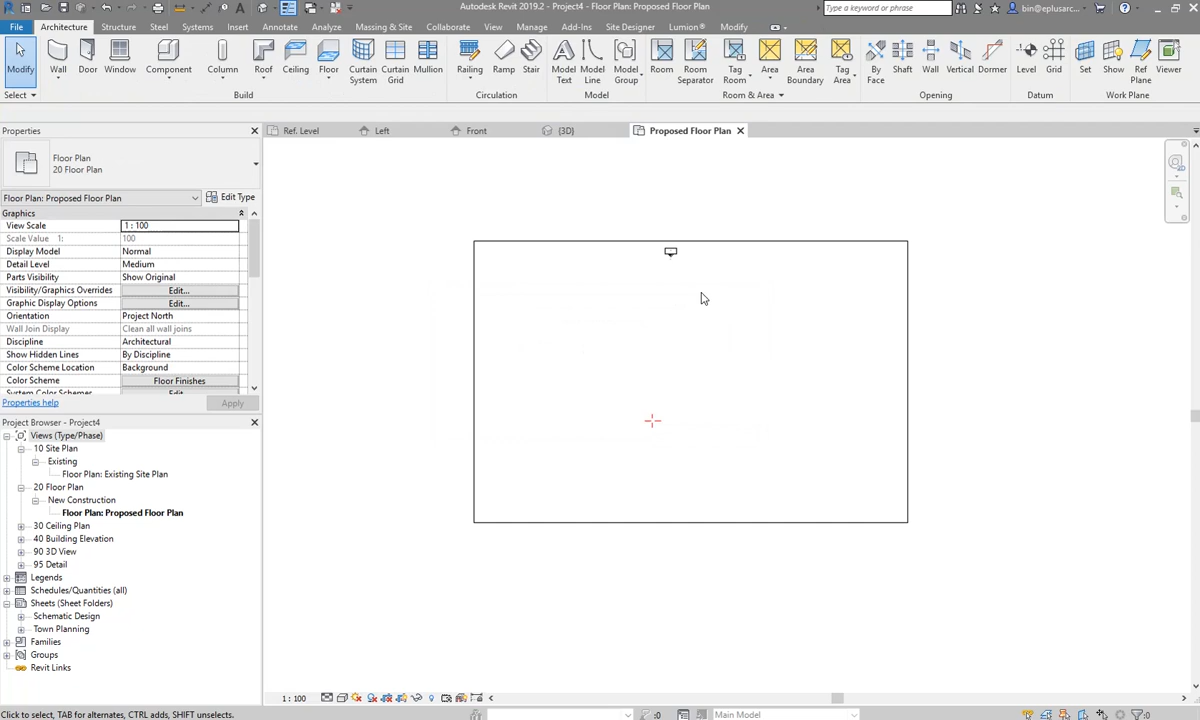 Autodesk Revit 2019.2 - Project4 - Floor Plan: Proposed Floor Plan
Type a keyword or phrase
bin@eplusarc...
File Architecture Structure Steel Systems Insert Annotate Analyze Massing & Site Collaborate View Manage Add-Ins Site Designer Lumion® Modify
Modify Wall Door Window Component Column Roof Ceiling Floor Curtain System Curtain Grid Mullion Railing Ramp Stair Model Text Model Line Model Group Room Room Separator Tag Room Area Area Boundary Tag Area By Face Shaft Wall Vertical Dormer Level Grid Set Show Ref Plane Viewer
Select Build Circulation Model Room & Area Opening Datum Work Plane
Properties
Ref. Level Left Front {3D} Proposed Floor Plan
Floor Plan
20 Floor Plan
Floor Plan: Proposed Floor Plan Edit Type
Graphics
View Scale 1 : 100
Scale Value 1: 100
Display Model Normal
Detail Level Medium
Parts Visibility Show Original
Visibility/Graphics Overrides Edit...
Graphic Display Options Edit...
Orientation Project North
Wall Join Display Clean all wall joins
Discipline Architectural
Show Hidden Lines By Discipline
Color Scheme Location Background
Color Scheme Floor Finishes
System Color Schemes Edit...
Properties help Apply
Project Browser - Project4
Views (Type/Phase)
10 Site Plan
Existing
Floor Plan: Existing Site Plan
20 Floor Plan
New Construction
Floor Plan: Proposed Floor Plan
30 Ceiling Plan
40 Building Elevation
90 3D View
95 Detail
Legends
Schedules/Quantities (all)
Sheets (Sheet Folders)
Schematic Design
Town Planning
Families
Groups
Revit Links
1 : 100
Click to select, TAB for alternates, CTRL adds, SHIFT unselects.
:0
Main Model
:0